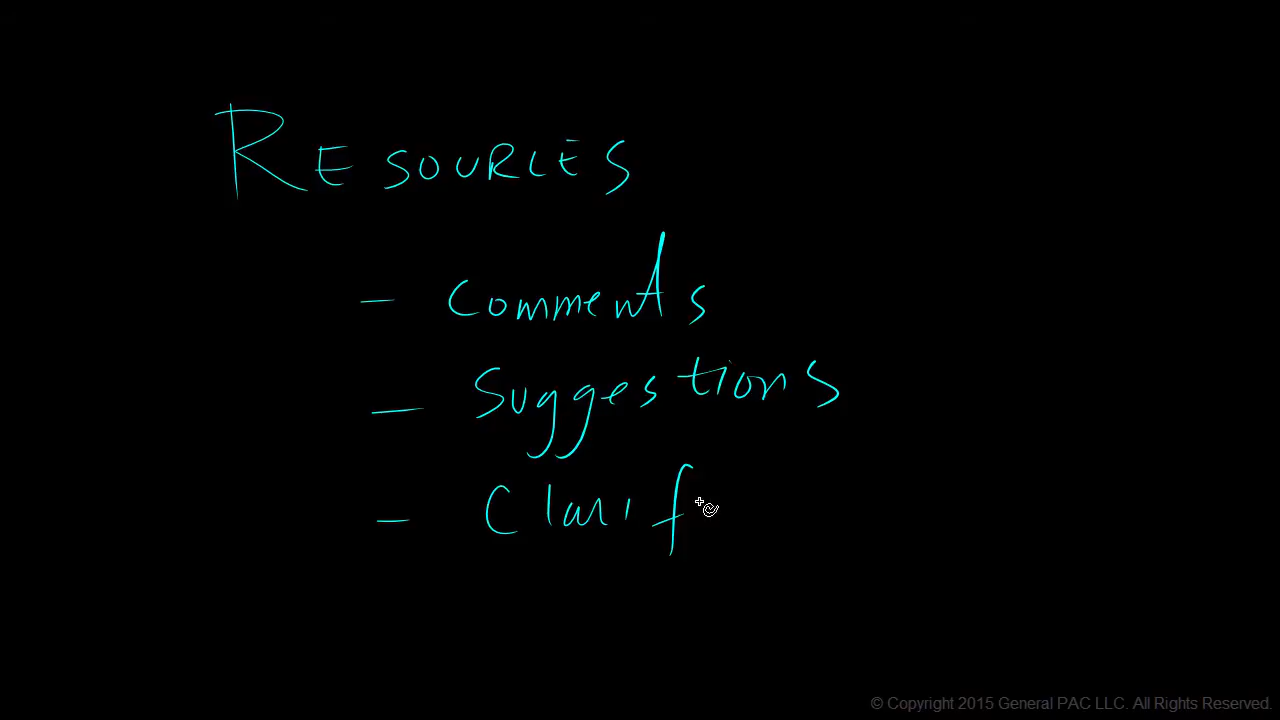 RESOURCES
- Comments
- Suggestions
- Clarif
© Copyright 2015 General PAC LLC. All Rights Reserved.